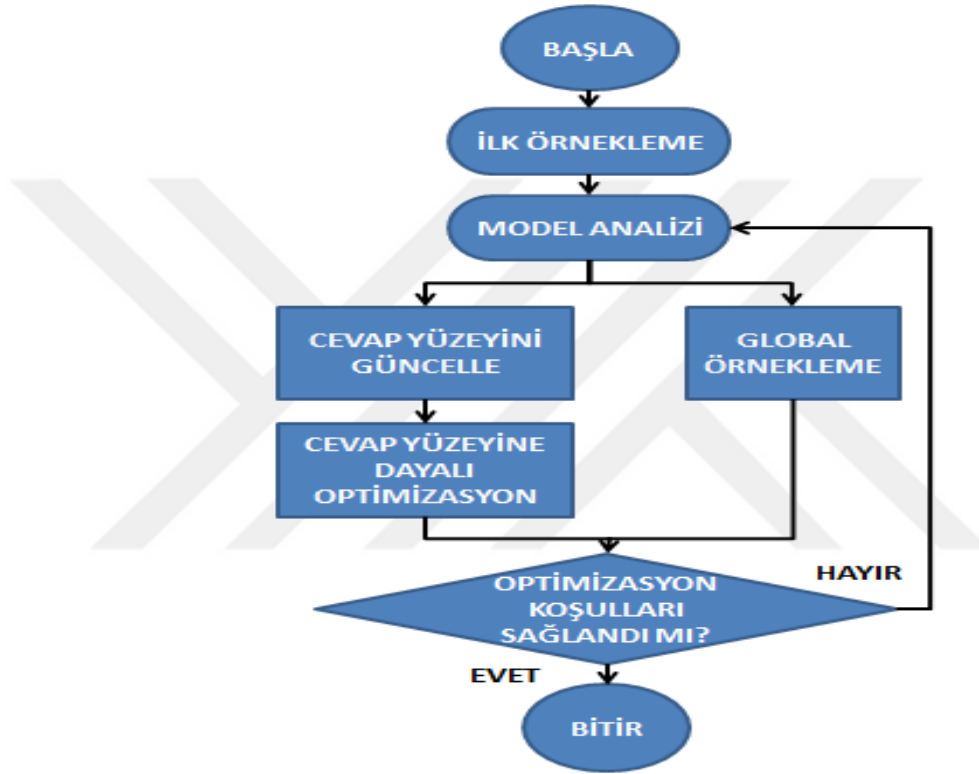 BAŞLA
İLK ÖRNEKLEME
MODEL ANALİZİ
CEVAP YÜZEYİNİ
GÜNCELLE
GLOBAL
ÖRNEKLEME
CEVAP YÜZEYİNE
DAYALI
OPTİMİZASYON
OPTİMİZASYON
KOŞULLARI
SAĞLANDI MI?
HAYIR
EVET
BİTİR